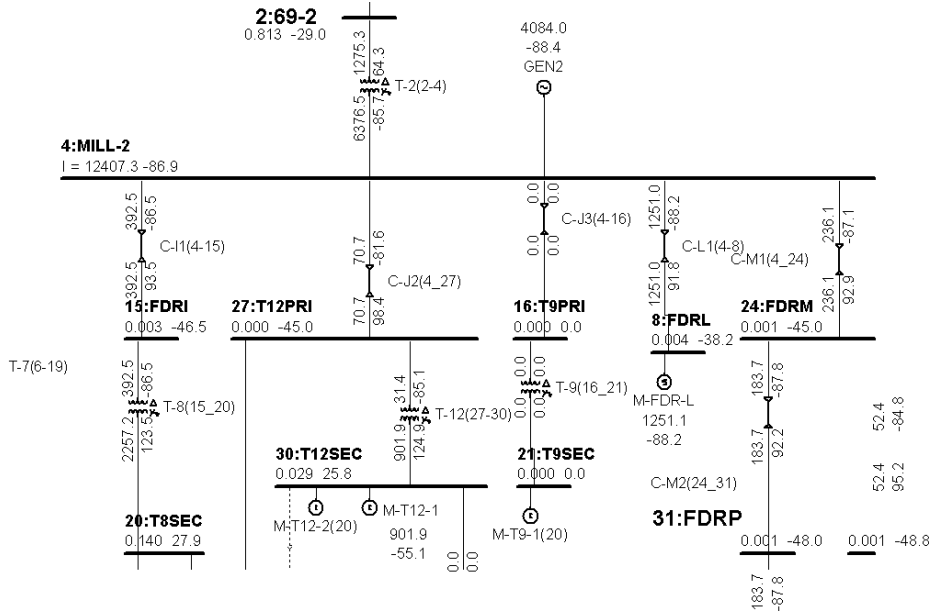 2:69-2
0.813 -29.0
1275.3
64.3
T-2(2-4)
6376.5
-85.7
4084.0
-88.4
GEN2
4:MILL-2
I = 12407.3 -86.9
392.5
-86.5
C-I1(4-15)
392.5
93.5
70.7
-81.6
C-J2(4_27)
70.7
98.4
0.0
0.0
C-J3(4-16)
0.0
0.0
1251.0
-88.2
C-L1(4-8)
1251.0
91.8
236.1
-87.1
C-M1(4_24)
236.1
92.9
15:FDRI
0.003 -46.5
27:T12PRI
0.000 -45.0
16:T9PRI
0.000 0.0
8:FDRL
0.004 -38.2
24:FDRM
0.001 -45.0
T-7(6-19)
392.5
-86.5
T-8(15_20)
2257.2
123.5
31.4
-85.1
T-12(27-30)
901.9
124.9
0.0
0.0
T-9(16_21)
0.0
0.0
M-FDR-L
1251.1
-88.2
183.7
-87.8
183.7
92.2
C-M2(24_31)
52.4
-84.8
52.4
95.2
30:T12SEC
0.029 25.8
21:T9SEC
0.000 0.0
M-T12-2(20)
M-T12-1
901.9
-55.1
0.0
0.0
M-T9-1(20)
20:T8SEC
0.140 27.9
31:FDRP
0.001 -48.0
0.001 -48.8
183.7
-87.8